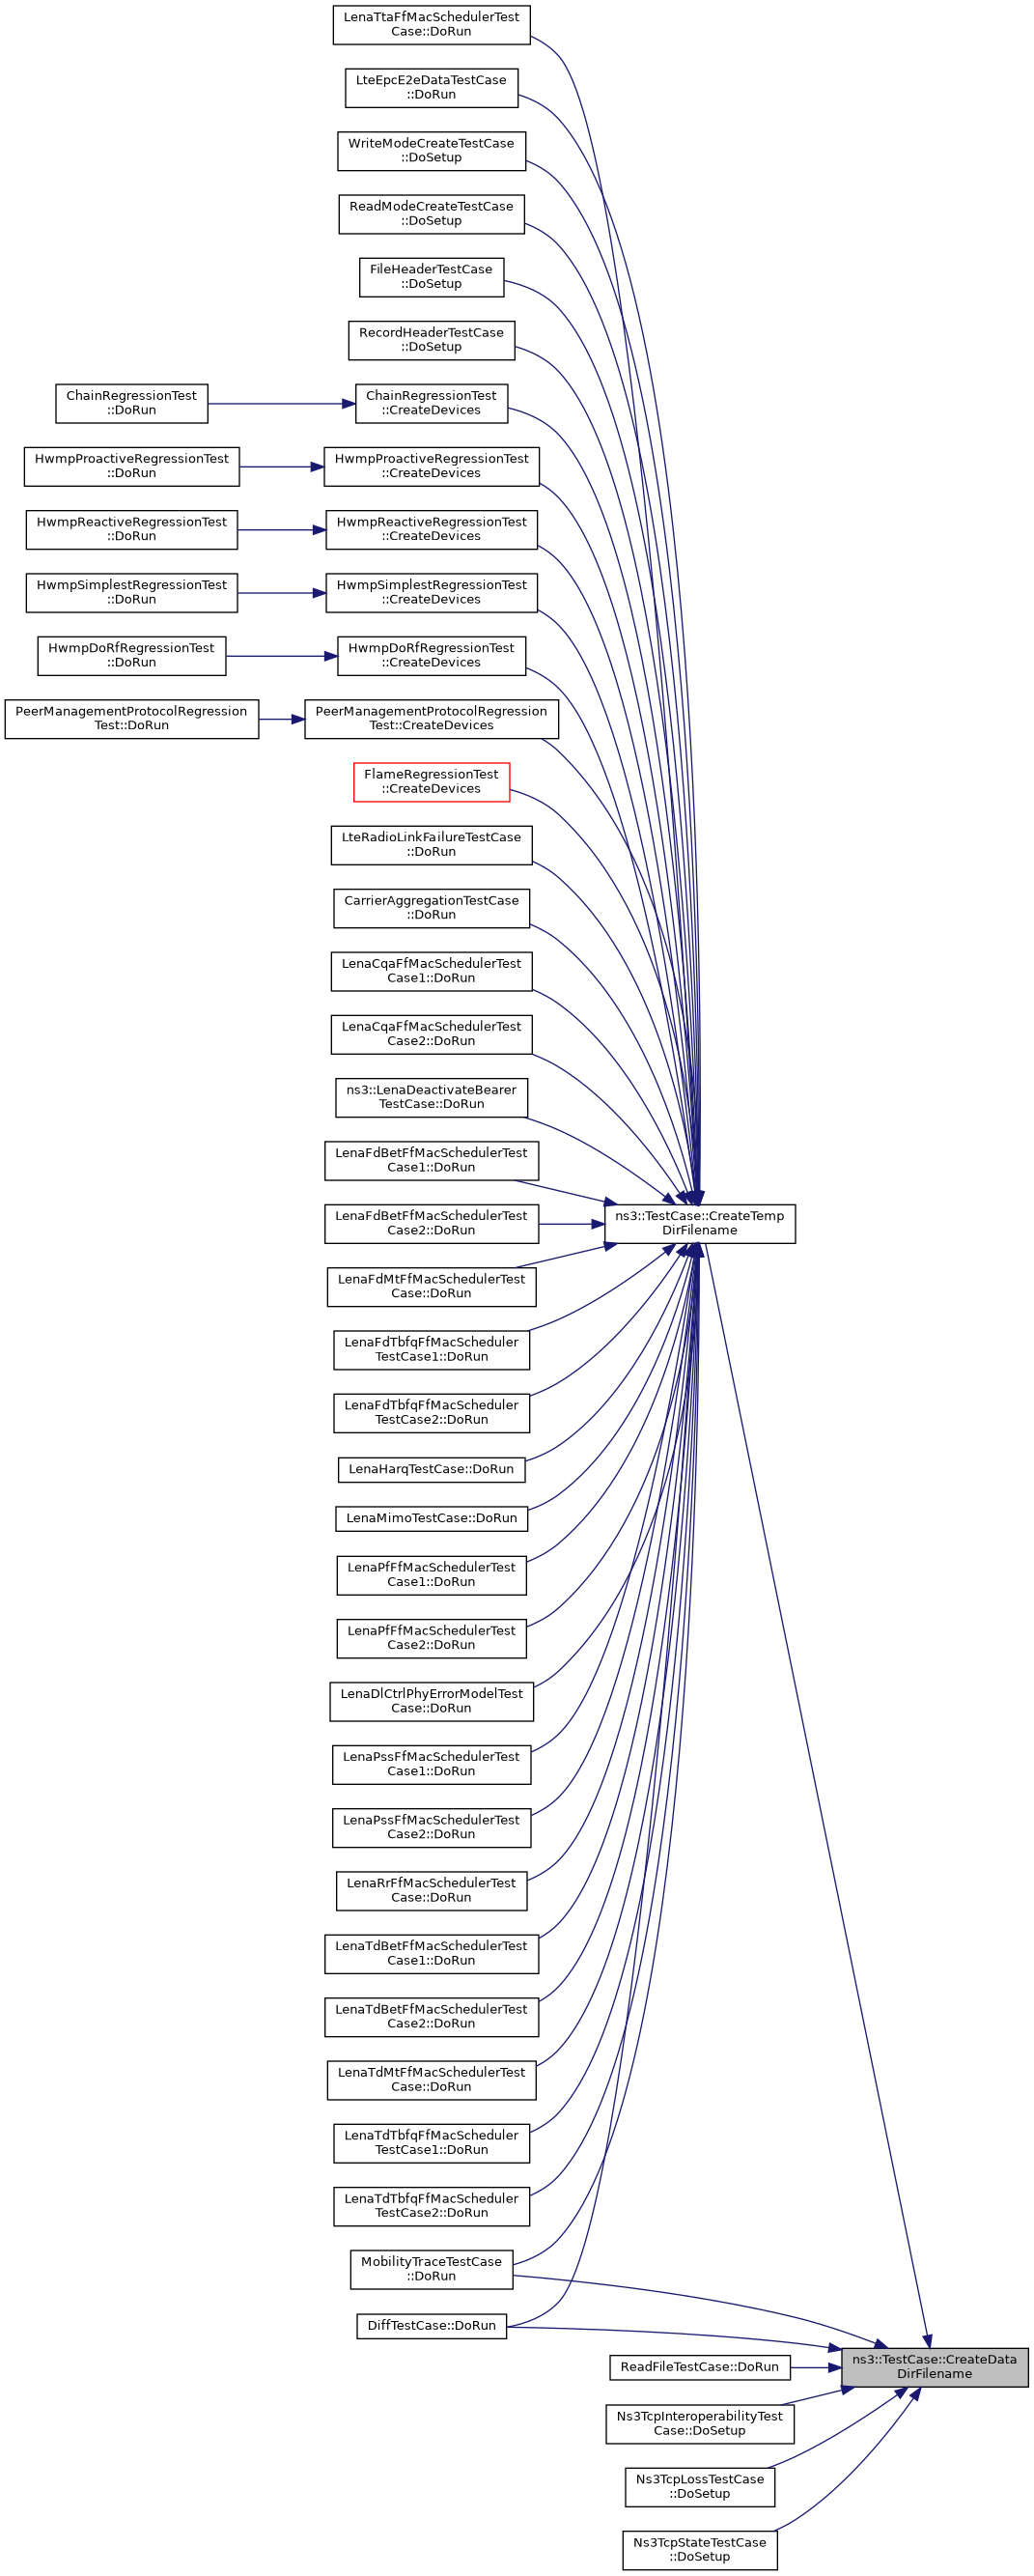 LenaTtaFfMacSchedulerTest
Case::DoRun
LteEpcE2eDataTestCase
::DoRun
WriteModeCreateTestCase
::DoSetup
ReadModeCreateTestCase
::DoSetup
FileHeaderTestCase
::DoSetup
RecordHeaderTestCase
::DoSetup
ChainRegressionTest
::DoRun
ChainRegressionTest
::CreateDevices
HwmpProactiveRegressionTest
::DoRun
HwmpProactiveRegressionTest
::CreateDevices
HwmpReactiveRegressionTest
::DoRun
HwmpReactiveRegressionTest
::CreateDevices
HwmpSimplestRegressionTest
::DoRun
HwmpSimplestRegressionTest
::CreateDevices
HwmpDoRfRegressionTest
::DoRun
HwmpDoRfRegressionTest
::CreateDevices
PeerManagementProtocolRegression
Test::DoRun
PeerManagementProtocolRegression
Test::CreateDevices
FlameRegressionTest
::CreateDevices
LteRadioLinkFailureTestCase
::DoRun
CarrierAggregationTestCase
::DoRun
LenaCqaFfMacSchedulerTest
Case1::DoRun
LenaCqaFfMacSchedulerTest
Case2::DoRun
ns3::LenaDeactivateBearer
TestCase::DoRun
LenaFdBetFfMacSchedulerTest
Case1::DoRun
ns3::TestCase::CreateTemp
DirFilename
LenaFdBetFfMacSchedulerTest
Case2::DoRun
LenaFdMtFfMacSchedulerTest
Case::DoRun
LenaFdTbfqFfMacScheduler
TestCase1::DoRun
LenaFdTbfqFfMacScheduler
TestCase2::DoRun
LenaHarqTestCase::DoRun
LenaMimoTestCase::DoRun
LenaPfFfMacSchedulerTest
Case1::DoRun
LenaPfFfMacSchedulerTest
Case2::DoRun
LenaDlCtrlPhyErrorModelTest
Case::DoRun
LenaPssFfMacSchedulerTest
Case1::DoRun
LenaPssFfMacSchedulerTest
Case2::DoRun
LenaRrFfMacSchedulerTest
Case::DoRun
LenaTdBetFfMacSchedulerTest
Case1::DoRun
LenaTdBetFfMacSchedulerTest
Case2::DoRun
LenaTdMtFfMacSchedulerTest
Case::DoRun
LenaTdTbfqFfMacScheduler
TestCase1::DoRun
LenaTdTbfqFfMacScheduler
TestCase2::DoRun
MobilityTraceTestCase
::DoRun
DiffTestCase::DoRun
ns3::TestCase::CreateData
DirFilename
ReadFileTestCase::DoRun
Ns3TcpInteroperabilityTest
Case::DoSetup
Ns3TcpLossTestCase
::DoSetup
Ns3TcpStateTestCase
::DoSetup